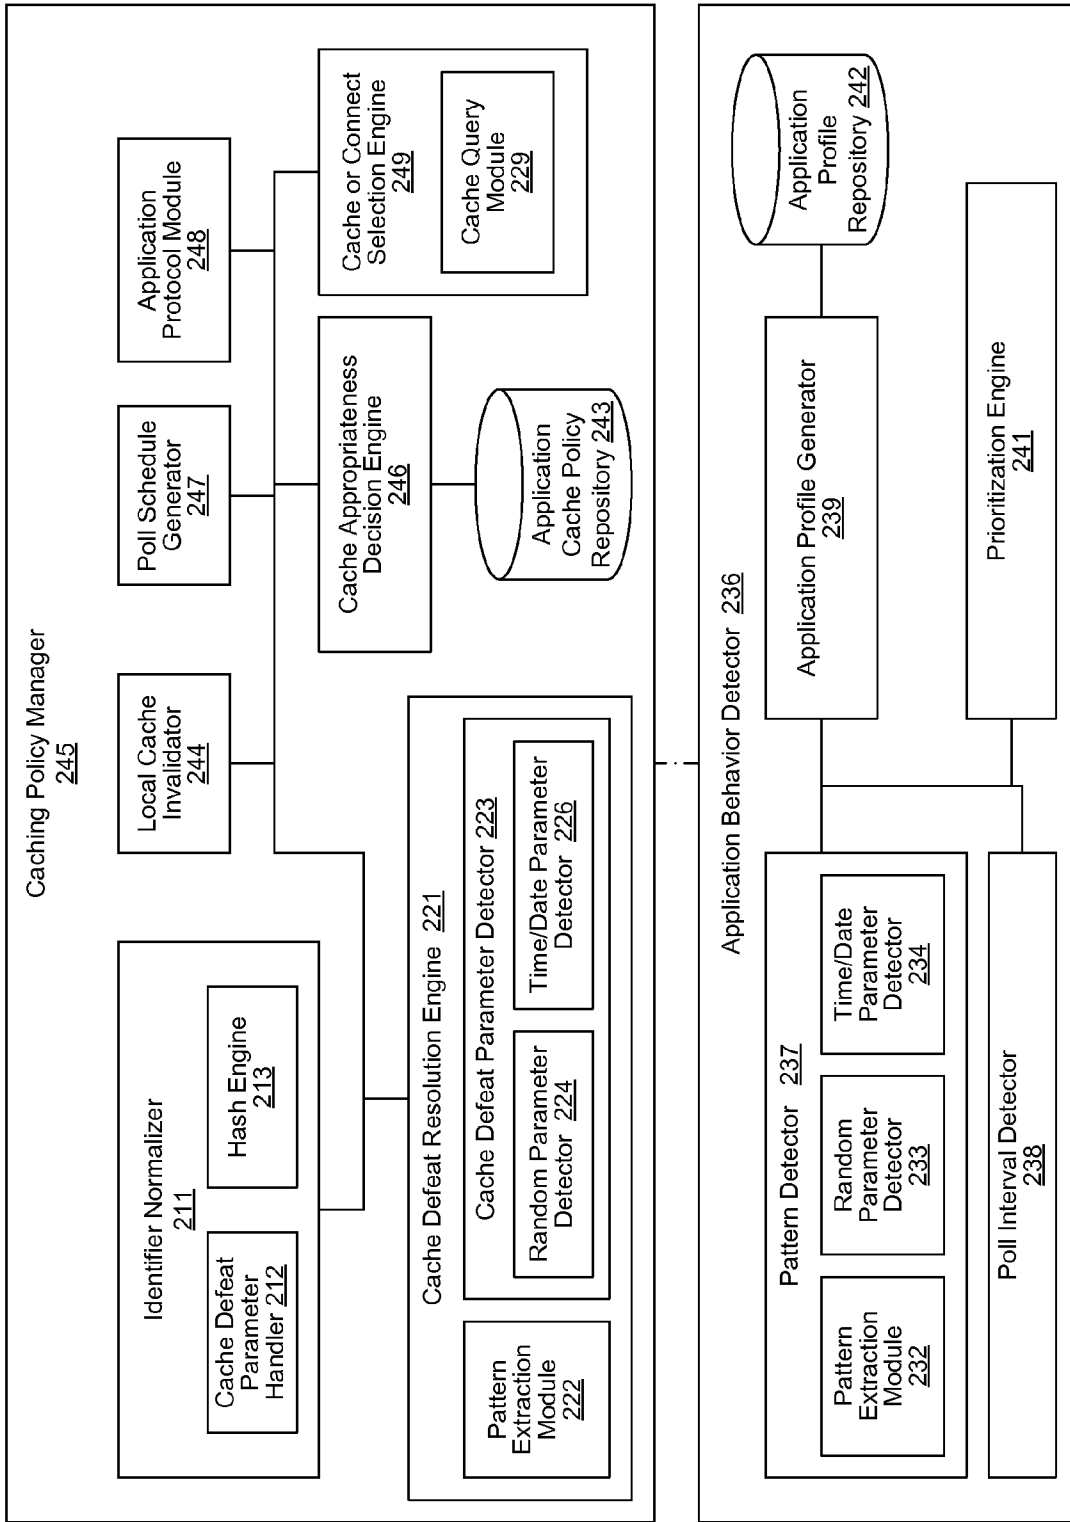 Caching Policy Manager
245
Identifier Normalizer
211
Cache Defeat
Parameter
Handler 212
Hash Engine
213
Local Cache
Invalidator
244
Poll Schedule
Generator
247
Application
Protocol Module
248
Cache Defeat Resolution Engine 221
Pattern
Extraction
Module
222
Cache Defeat Parameter Detector 223
Random Parameter
Detector 224
Time/Date Parameter
Detector 226
Cache Appropriateness
Decision Engine
246
Application
Cache Policy
Repository 243
Cache or Connect
Selection Engine
249
Cache Query
Module
229
Application Behavior Detector 236
Pattern Detector 237
Pattern
Extraction
Module
232
Random
Parameter
Detector
233
Time/Date
Parameter
Detector
234
Poll Interval Detector
238
Application Profile Generator
239
Application
Profile
Repository 242
Prioritization Engine
241